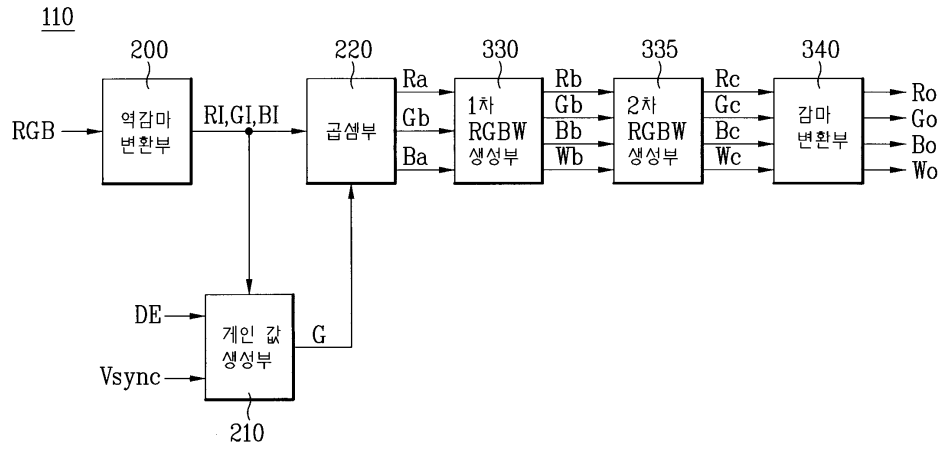 110
200
220
330
335
340
RGB
역감마
변환부
RI,GI,BI
곱셈부
Ra
Gb
Ba
1차
RGBW
생성부
Rb
Gb
Bb
Wb
2차
RGBW
생성부
Rc
Gc
Bc
Wc
감마
변환부
Ro
Go
Bo
Wo
DE
Vsync
게인 값
생성부
G
210